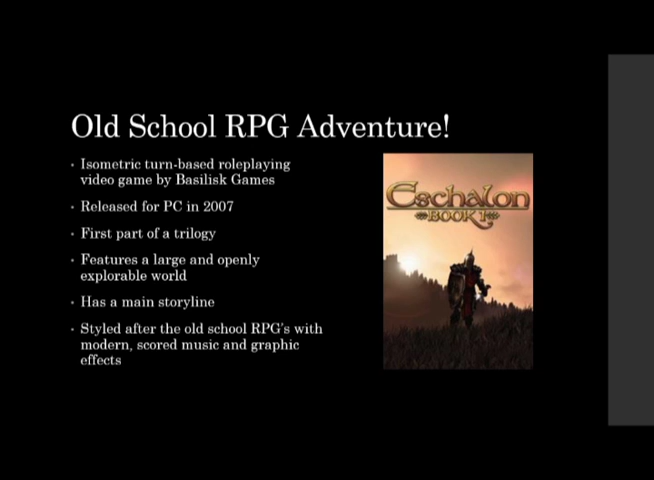 Old School RPG Adventure!
• Isometric turn-based roleplaying
video game by Basilisk Games
• Released for PC in 2007
• First part of a trilogy
• Features a large and openly
explorable world
• Has a main storyline
• Styled after the old school RPG's with
modern, scored music and graphic
effects
Eschalon
BOOK I